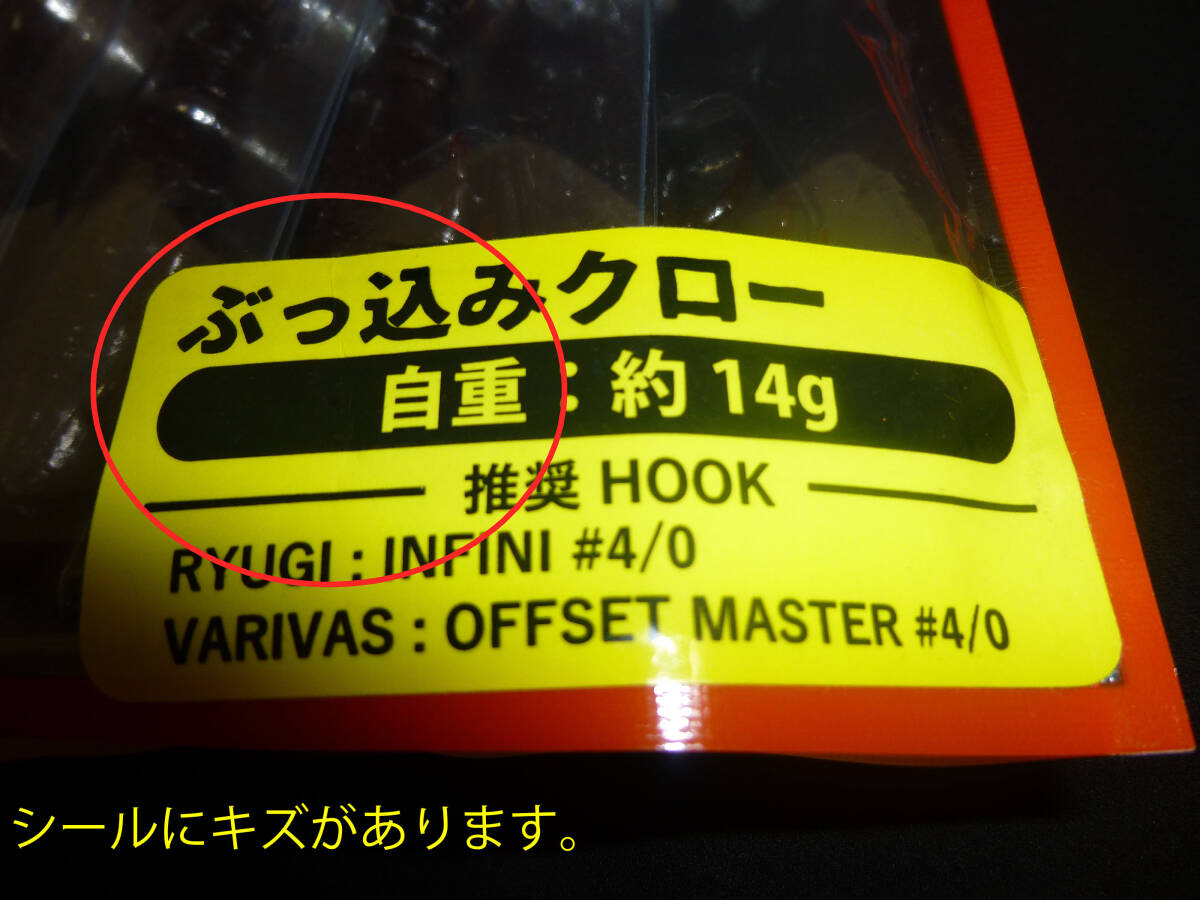 ぶっ込みクロー
自重：約14g
推奨 HOOK
RYUGI : INFINI #4/0
VARIVAS : OFFSET MASTER #4/0
シールにキズがあります。